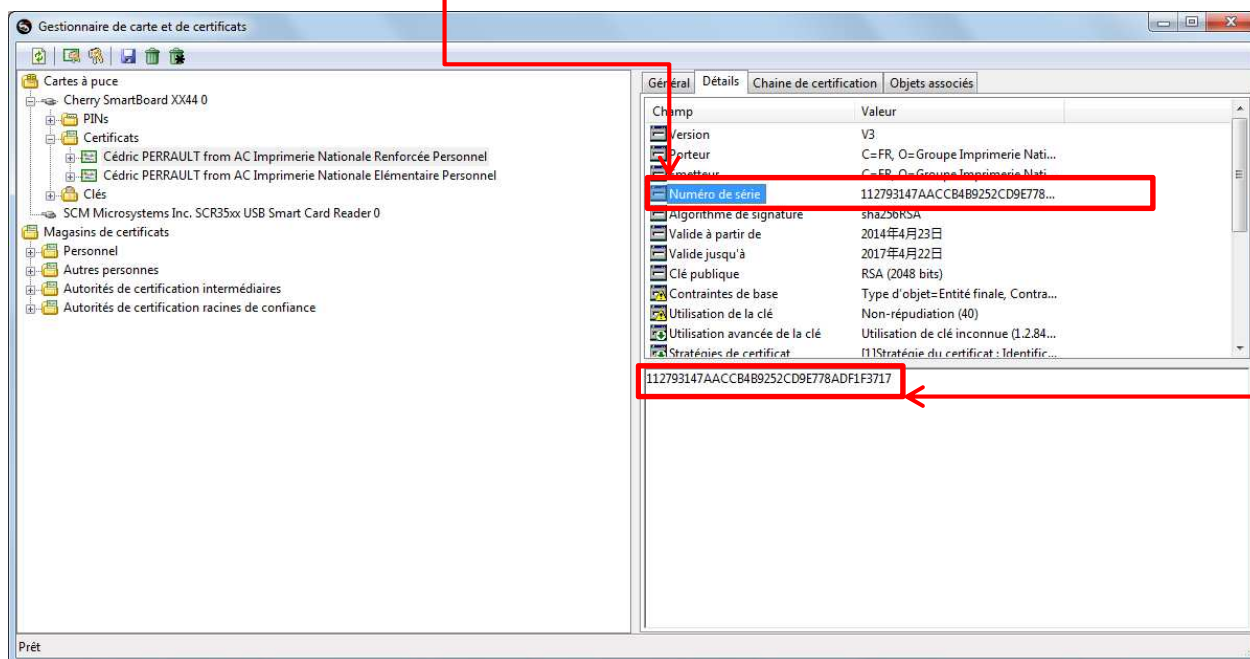 Gestionnaire de carte et de certificats
Cartes à puce
Cherry SmartBoard XX44 0
PINs
Certificats
Cédric PERRAULT from AC Imprimerie Nationale Renforcée Personnel
Cédric PERRAULT from AC Imprimerie Nationale Elémentaire Personnel
Clés
SCM Microsystems Inc. SCR35xx USB Smart Card Reader 0
Magasins de certificats
Personnel
Autres personnes
Autorités de certification intermédiaires
Autorités de certification racines de confiance
Général Détails Chaine de certification Objets associés
Champ Valeur
Version V3
Porteur C=FR, O=Groupe Imprimerie Nati...
Emetteur C=FR, O=Groupe Imprimerie Nati...
Numéro de série 112793147AACCB4B9252CD9E778...
Algorithme de signature sha256RSA
Valide à partir de 2014年4月23日
Valide jusqu'à 2017年4月22日
Clé publique RSA (2048 bits)
Contraintes de base Type d'objet=Entité finale, Contra...
Utilisation de la clé Non-répudiation (40)
Utilisation avancée de la clé Utilisation de clé inconnue (1.2.84...
Stratégies de certificat [1]Stratégie du certificat : Identific...
112793147AACCB4B9252CD9E778ADF1F3717
Prêt